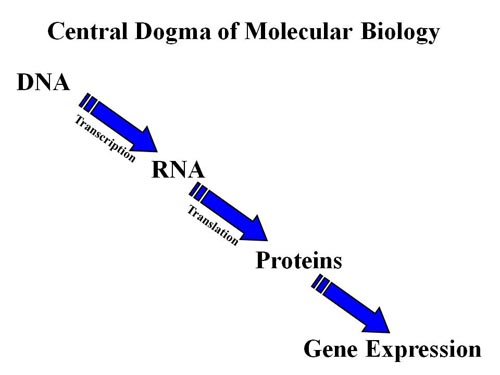 Central Dogma of Molecular Biology
DNA
Transcription
RNA
Translation
Proteins
Gene Expression